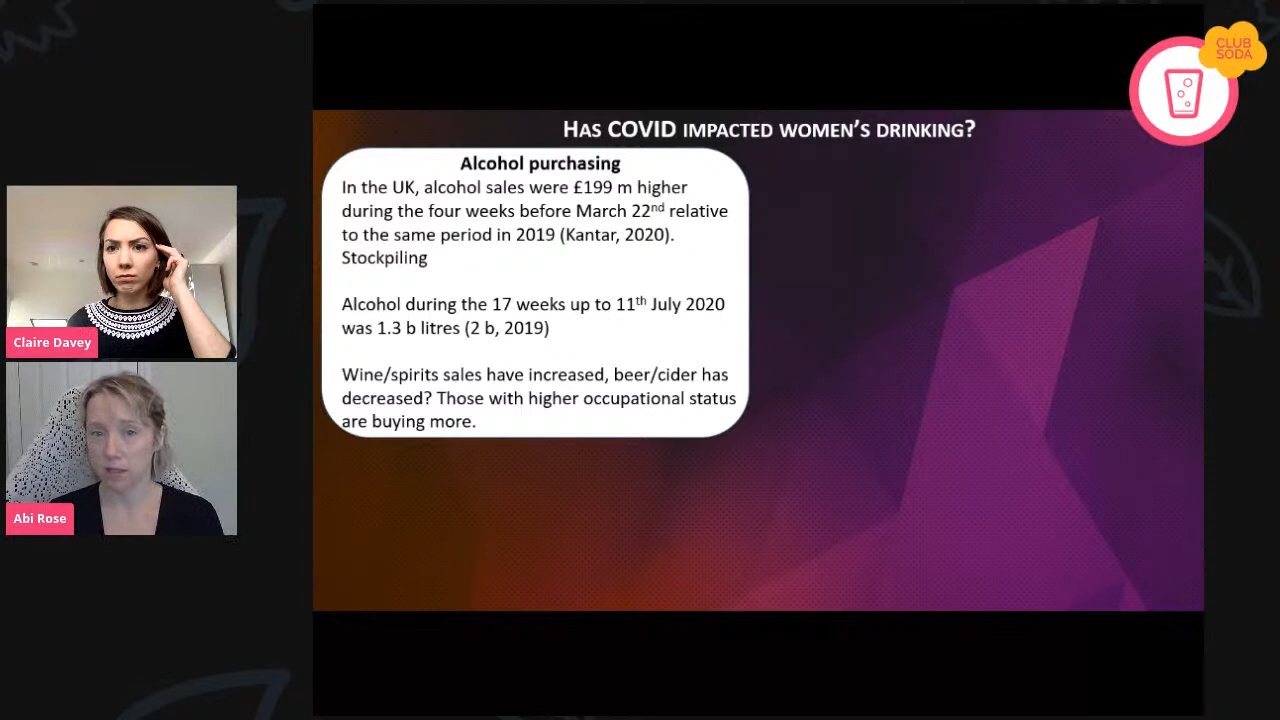 CLUB
SODA
HAS COVID IMPACTED WOMEN'S DRINKING?
Alcohol purchasing
In the UK, alcohol sales were £199 m higher
during the four weeks before March 22nd relative
to the same period in 2019 (Kantar, 2020).
Stockpiling
Alcohol during the 17 weeks up to 11th July 2020
was 1.3 b litres (2 b, 2019)
Wine/spirits sales have increased, beer/cider has
decreased? Those with higher occupational status
are buying more.
Claire Davey
Abi Rose